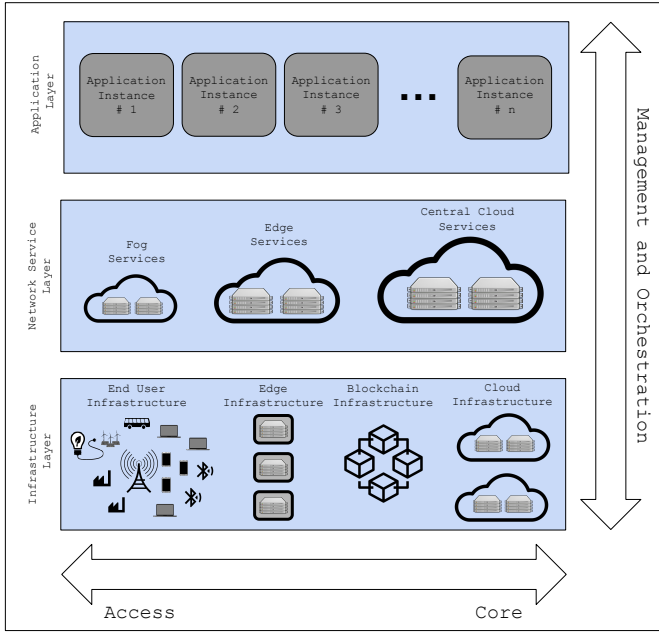 Application
Layer
Application
Instance
# 1
Application
Instance
# 2
Application
Instance
# 3
...
Application
Instance
# n
Network Service
Layer
Fog
Services
Edge
Services
Central Cloud
Services
Infrastructure
Layer
End User
Infrastructure
Edge
Infrastructure
Blockchain
Infrastructure
Cloud
Infrastructure
Management and Orchestration
Access
Core